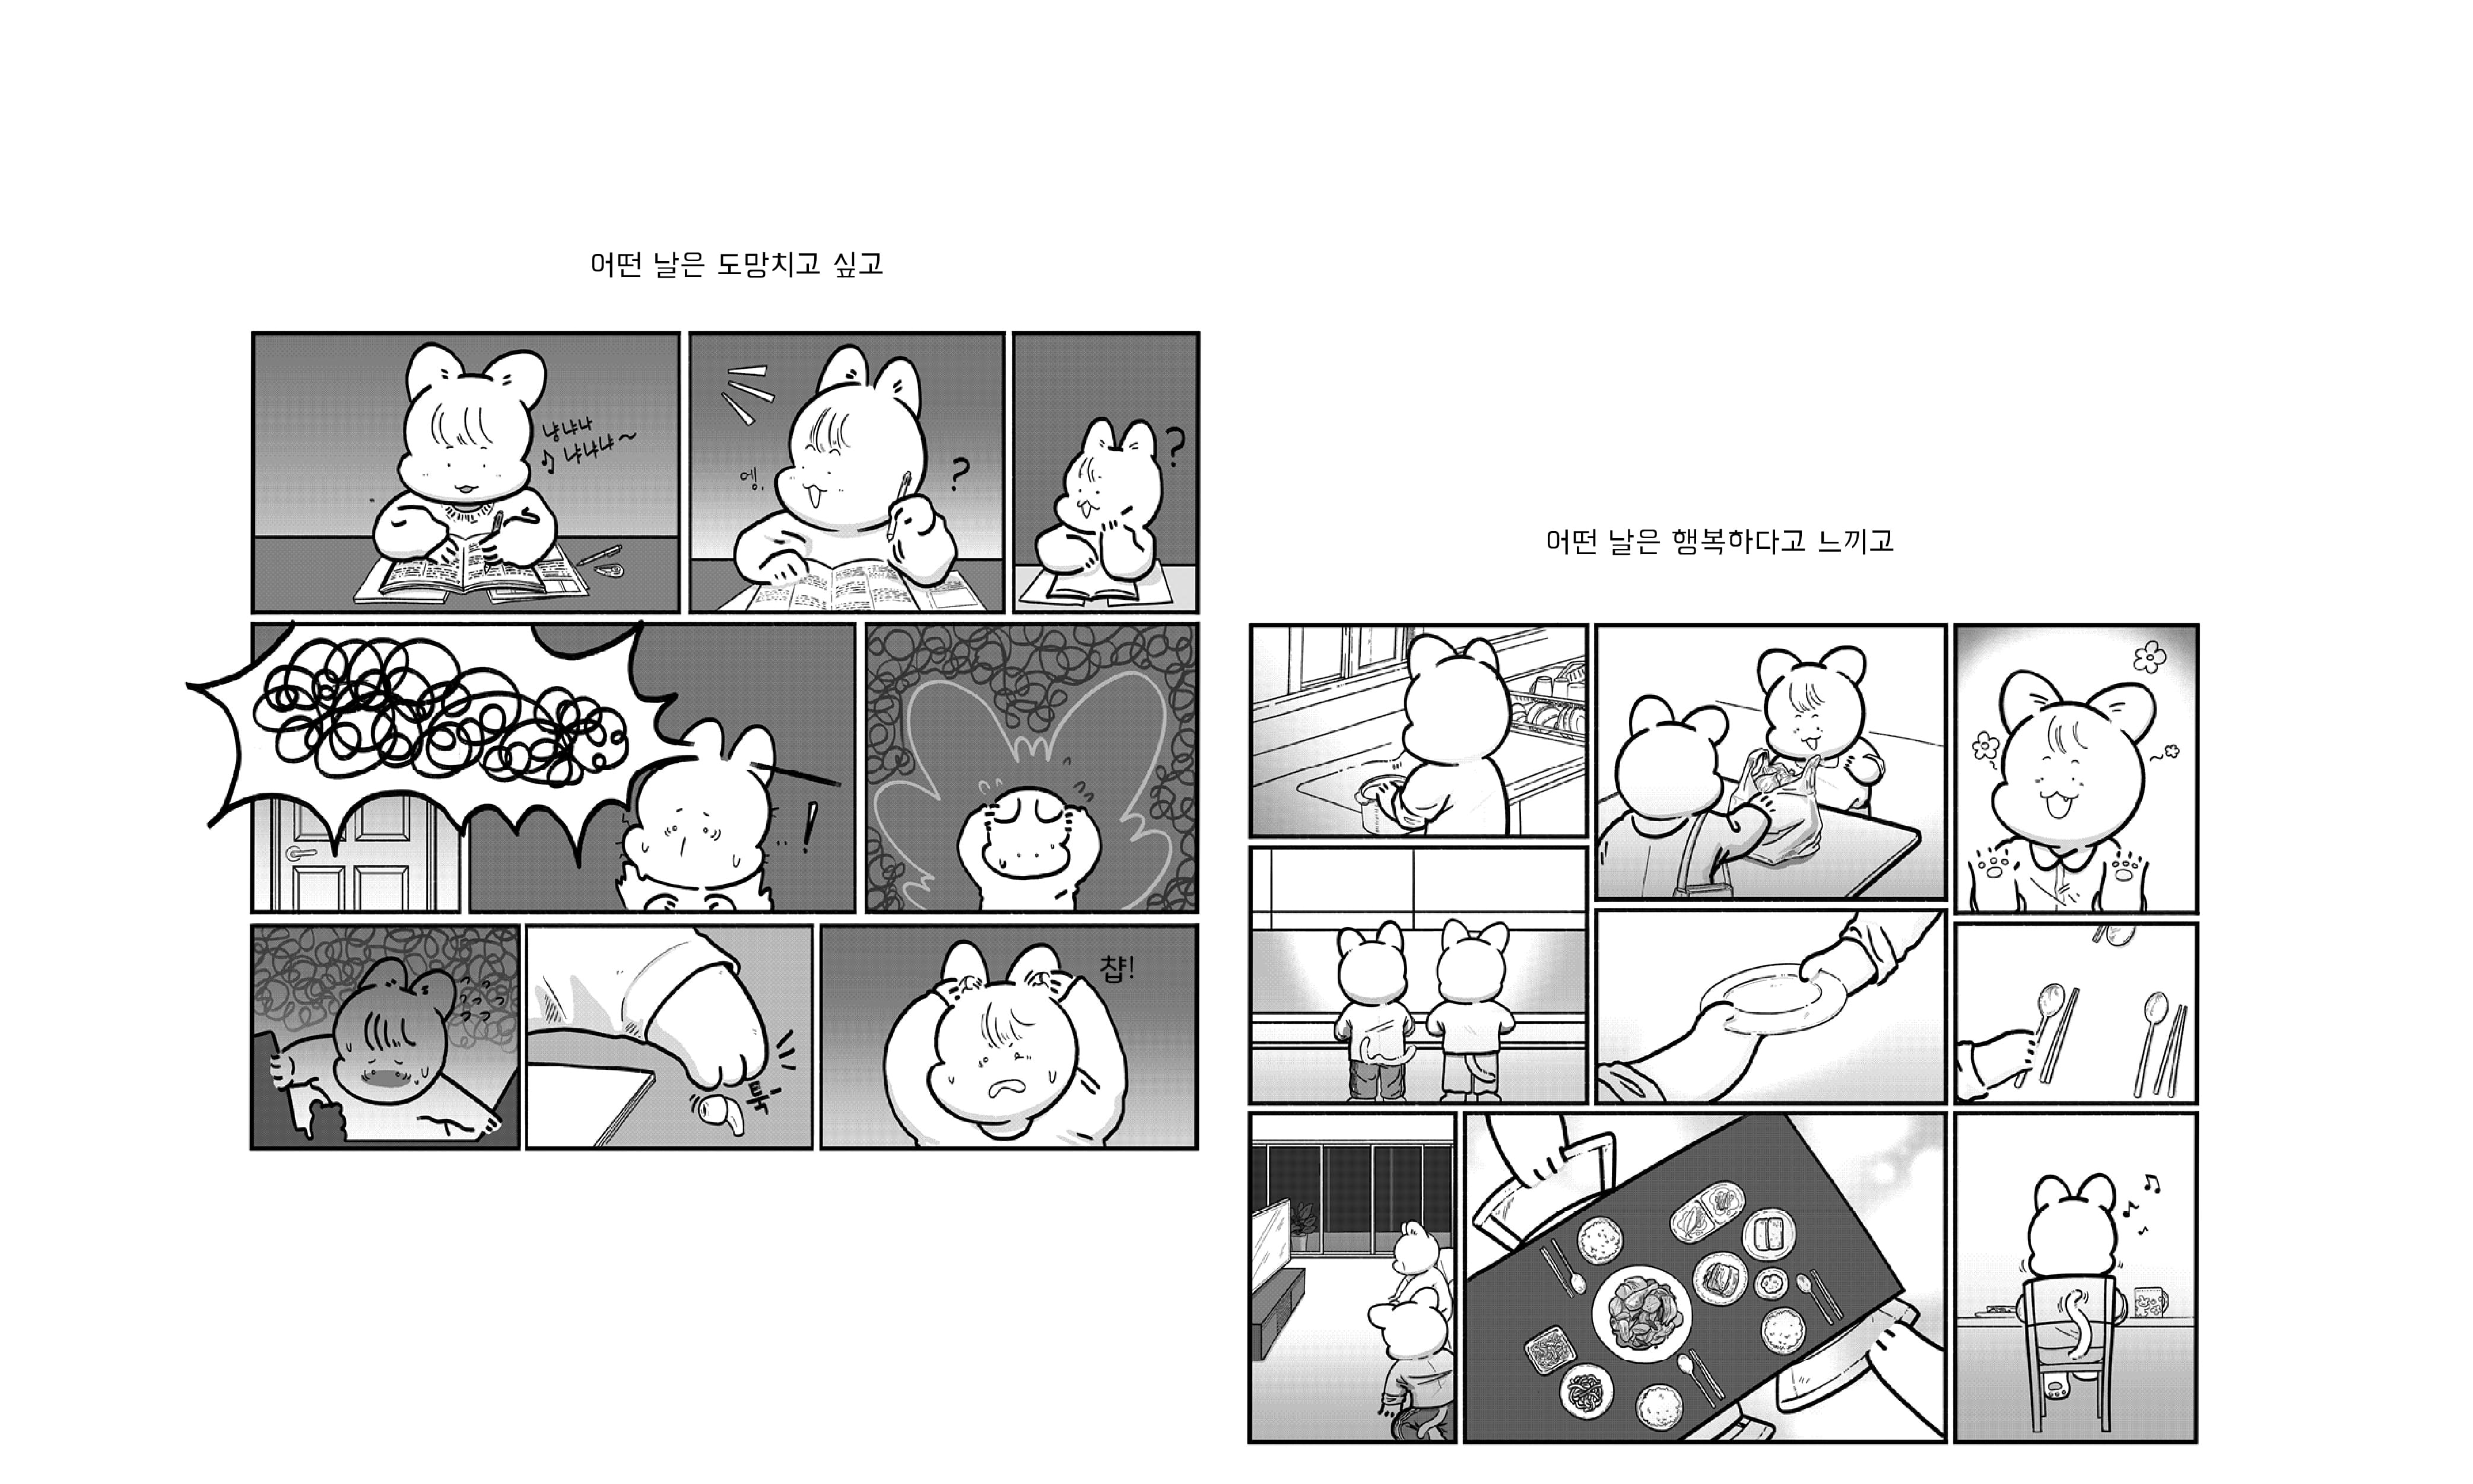 어떤 날은 도망치고 싶고
냥냐나
냐냐냐~
엥.
?
?
!
툭-
챱!
어떤 날은 행복하다고 느끼고